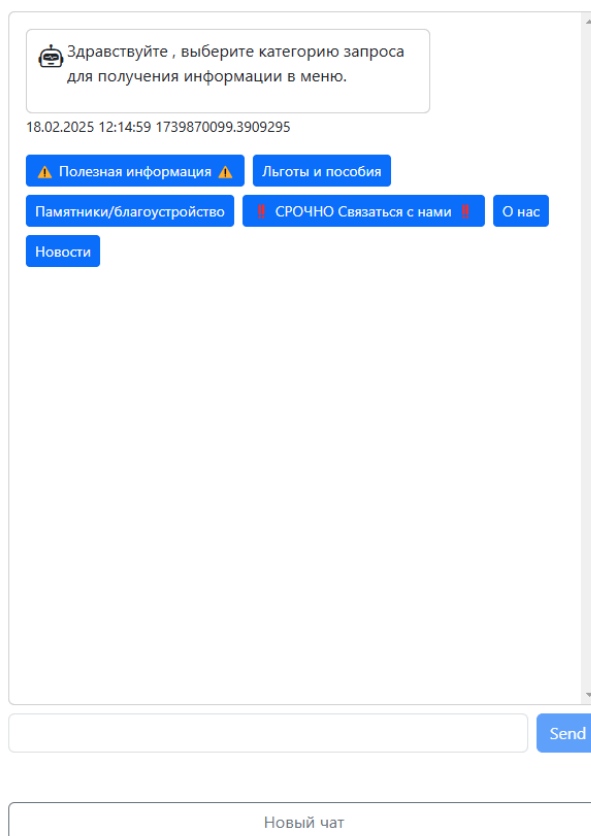 Здравствуйте , выберите категорию запроса
для получения информации в меню.
18.02.2025 12:14:59 1739870099.3909295
⚠️ Полезная информация ⚠️ Льготы и пособия
Памятники/благоустройство ‼️ СРОЧНО Связаться с нами ‼️ О нас
Новости
Send
Новый чат